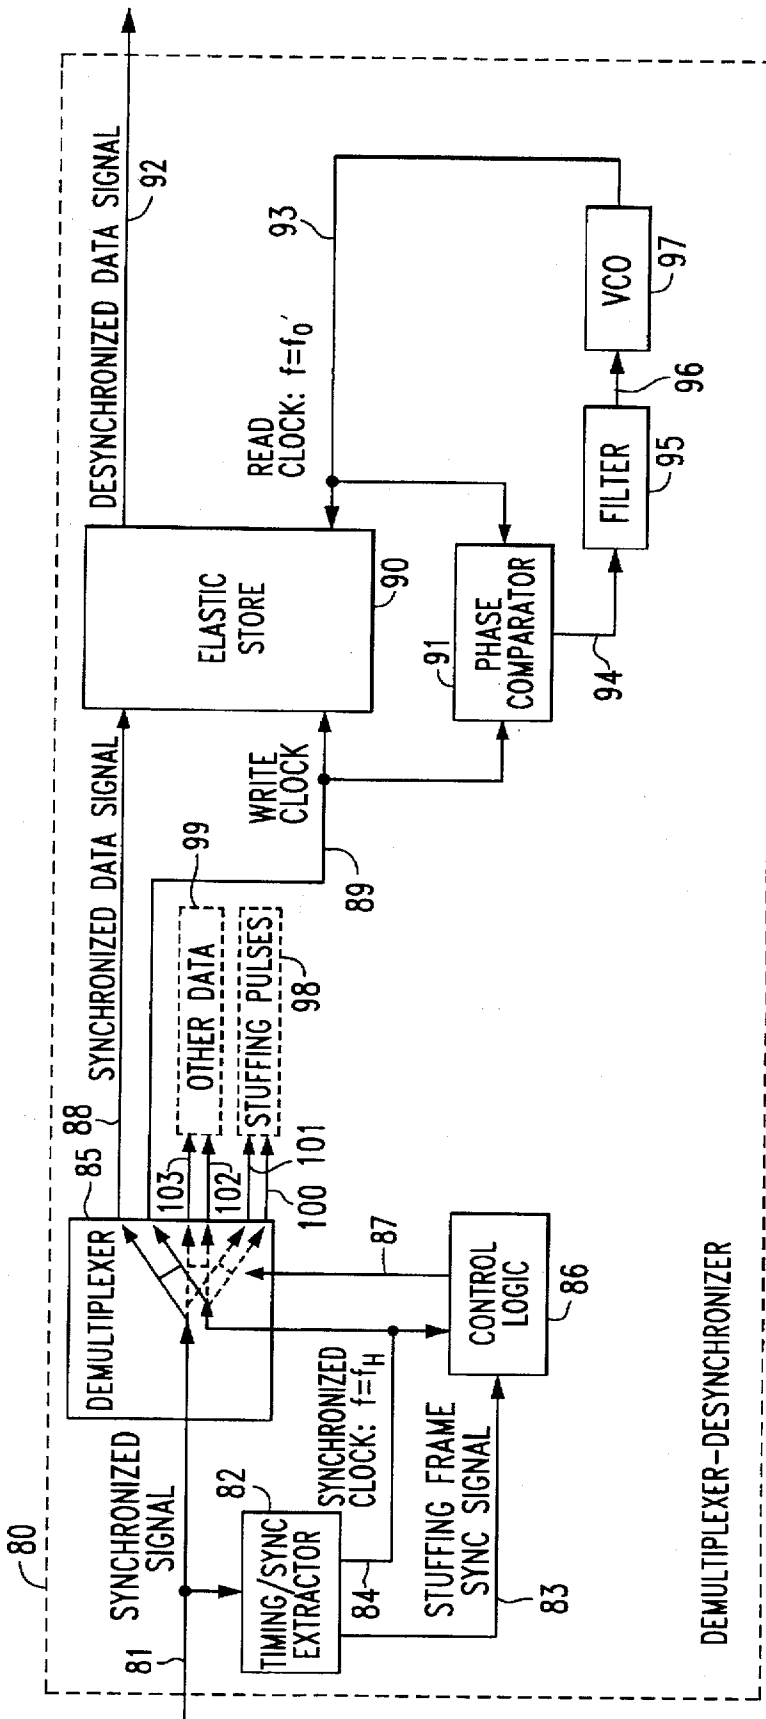 80
SYNCHRONIZED
SIGNAL
81
82
TIMING/SYNC
EXTRACTOR
84
SYNCHRONIZED
CLOCK: f=fH
STUFFING FRAME
SYNC SIGNAL
83
85
DEMULTIPLEXER
88
SYNCHRONIZED DATA SIGNAL
103
102
101
100
OTHER DATA
99
STUFFING PULSES
98
87
CONTROL
LOGIC
86
89
WRITE
CLOCK
ELASTIC
STORE
90
91
PHASE
COMPARATOR
94
DESYNCHRONIZED DATA SIGNAL
92
READ
CLOCK: f=fo'
93
FILTER
95
96
VCO
97
DEMULTIPLEXER-DESYNCHRONIZER